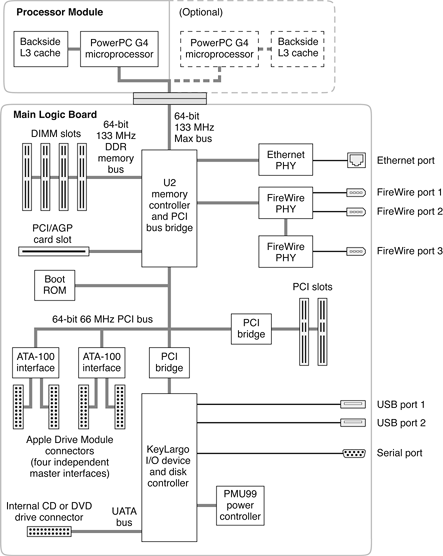 Processor Module
(Optional)
Backside
L3 cache
PowerPC G4
microprocessor
PowerPC G4
microprocessor
Backside
L3 cache
Main Logic Board
64-bit
133 MHz
DDR
memory
bus
64-bit
133 MHz
Max bus
DIMM slots
U2
memory
controller
and PCI
bus bridge
Ethernet
PHY
Ethernet port
FireWire
PHY
FireWire port 1
FireWire port 2
FireWire
PHY
FireWire port 3
PCI/AGP
card slot
Boot
ROM
PCI slots
64-bit 66 MHz PCI bus
PCI
bridge
ATA-100
interface
ATA-100
interface
PCI
bridge
Apple Drive Module
connectors
(four independent
master interfaces)
KeyLargo
I/O device
and disk
controller
USB port 1
USB port 2
Serial port
PMU99
power
controller
Internal CD or DVD
drive connector
UATA
bus